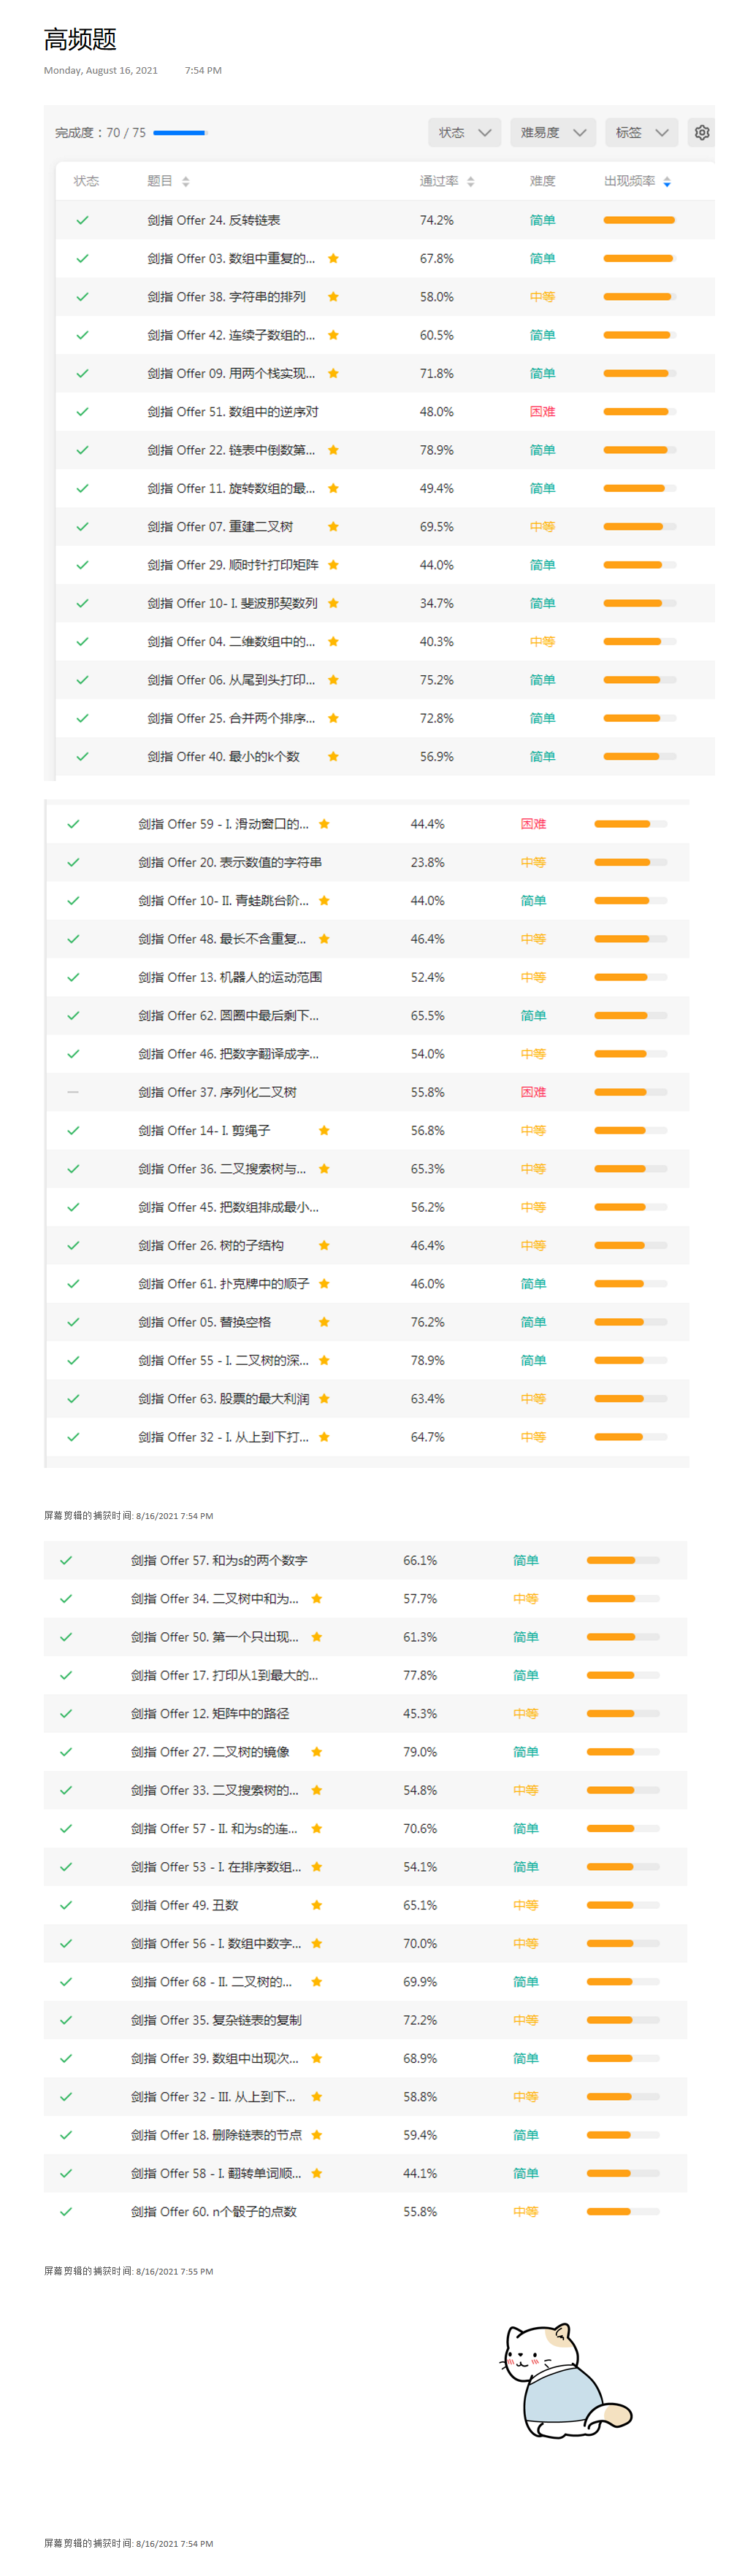 高频题
Monday, August 16, 2021 7:54 PM
完成度：70 / 75 状态 难易度 标签
状态 题目 通过率 难度 出现频率
剑指 Offer 24. 反转链表 74.2% 简单
剑指 Offer 03. 数组中重复的... 67.8% 简单
剑指 Offer 38. 字符串的排列 58.0% 中等
剑指 Offer 42. 连续子数组的... 60.5% 简单
剑指 Offer 09. 用两个栈实现... 71.8% 简单
剑指 Offer 51. 数组中的逆序对 48.0% 困难
剑指 Offer 22. 链表中倒数第... 78.9% 简单
剑指 Offer 11. 旋转数组的最... 49.4% 简单
剑指 Offer 07. 重建二叉树 69.5% 中等
剑指 Offer 29. 顺时针打印矩阵 44.0% 简单
剑指 Offer 10- I. 斐波那契数列 34.7% 简单
剑指 Offer 04. 二维数组中的... 40.3% 中等
剑指 Offer 06. 从尾到头打印... 75.2% 简单
剑指 Offer 25. 合并两个排序... 72.8% 简单
剑指 Offer 40. 最小的k个数 56.9% 简单
剑指 Offer 59 - I. 滑动窗口的... 44.4% 困难
剑指 Offer 20. 表示数值的字符串 23.8% 中等
剑指 Offer 10- II. 青蛙跳台阶... 44.0% 简单
剑指 Offer 48. 最长不含重复... 46.4% 中等
剑指 Offer 13. 机器人的运动范围 52.4% 中等
剑指 Offer 62. 圆圈中最后剩下... 65.5% 简单
剑指 Offer 46. 把数字翻译成字... 54.0% 中等
剑指 Offer 37. 序列化二叉树 55.8% 困难
剑指 Offer 14- I. 剪绳子 56.8% 中等
剑指 Offer 36. 二叉搜索树与... 65.3% 中等
剑指 Offer 45. 把数组排成最小... 56.2% 中等
剑指 Offer 26. 树的子结构 46.4% 中等
剑指 Offer 61. 扑克牌中的顺子 46.0% 简单
剑指 Offer 05. 替换空格 76.2% 简单
剑指 Offer 55 - I. 二叉树的深... 78.9% 简单
剑指 Offer 63. 股票的最大利润 63.4% 中等
剑指 Offer 32 - I. 从上到下打... 64.7% 中等
屏幕剪辑的捕获时间: 8/16/2021 7:54 PM
剑指 Offer 57. 和为s的两个数字 66.1% 简单
剑指 Offer 34. 二叉树中和为... 57.7% 中等
剑指 Offer 50. 第一个只出现... 61.3% 简单
剑指 Offer 17. 打印从1到最大的... 77.8% 简单
剑指 Offer 12. 矩阵中的路径 45.3% 中等
剑指 Offer 27. 二叉树的镜像 79.0% 简单
剑指 Offer 33. 二叉搜索树的... 54.8% 中等
剑指 Offer 57 - II. 和为s的连... 70.6% 简单
剑指 Offer 53 - I. 在排序数组... 54.1% 简单
剑指 Offer 49. 丑数 65.1% 中等
剑指 Offer 56 - I. 数组中数字... 70.0% 中等
剑指 Offer 68 - II. 二叉树的... 69.9% 简单
剑指 Offer 35. 复杂链表的复制 72.2% 中等
剑指 Offer 39. 数组中出现次... 68.9% 简单
剑指 Offer 32 - III. 从上到下... 58.8% 中等
剑指 Offer 18. 删除链表的节点 59.4% 简单
剑指 Offer 58 - I. 翻转单词顺... 44.1% 简单
剑指 Offer 60. n个骰子的点数 55.8% 中等
屏幕剪辑的捕获时间: 8/16/2021 7:55 PM
屏幕剪辑的捕获时间: 8/16/2021 7:54 PM